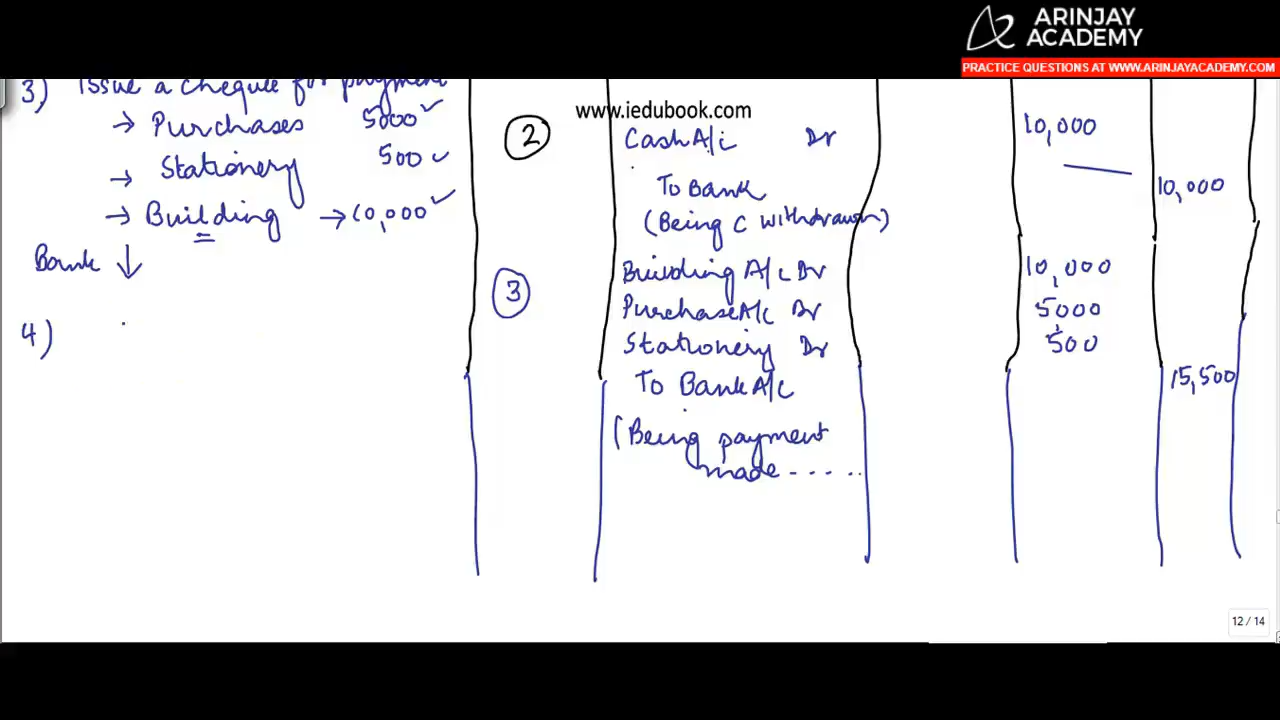 ARINJAY
ACADEMY
PRACTICE QUESTIONS AT WWW.ARINJAYACADEMY.COM
3) Issue a cheque for payment
→ Purchases 5000 ✓
→ Stationery 500 ✓
→ Building → 10,000 ✓
Bank ↓
4)
www.iedubook.com
2 Cash A/c Dr 10,000
To Bank 10,000
(Being C withdrawn)
3 Building A/c Dr 10,000
Purchase A/c Dr 5000
Stationery Dr 500
To Bank A/c 15,500
(Being payment
made - - - - -
12 / 14